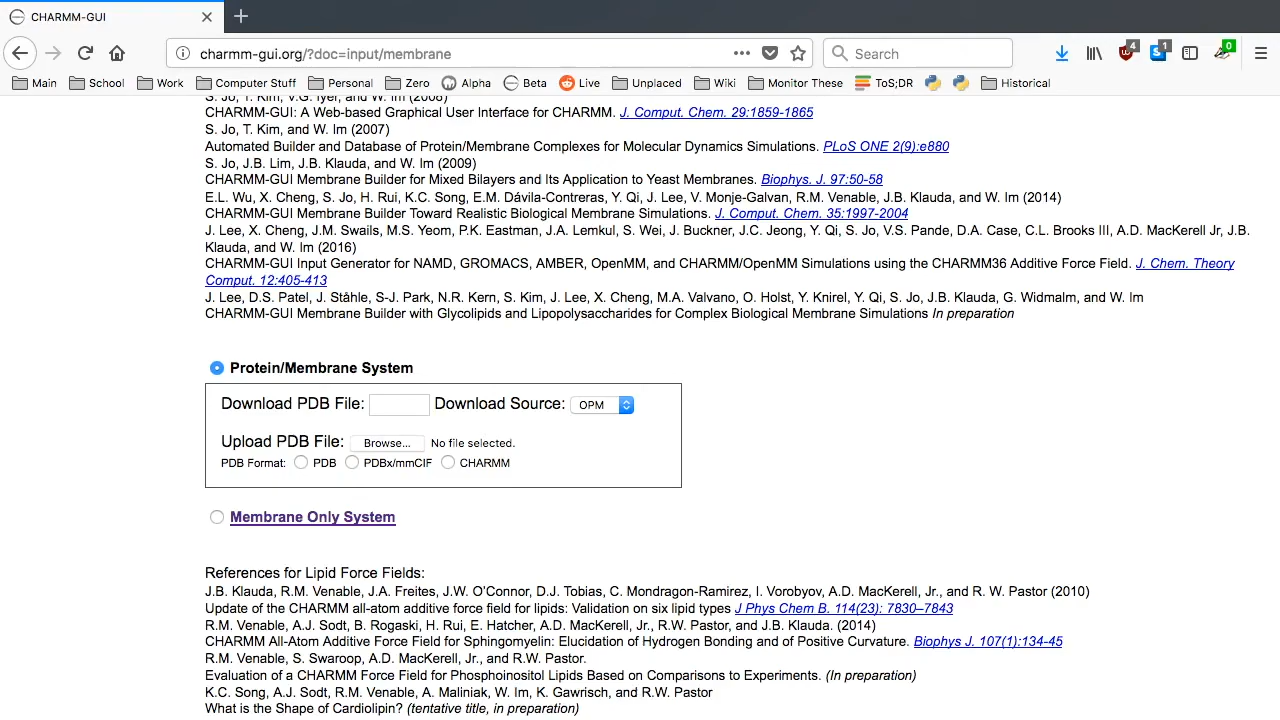 CHARMM-GUI
charmm-gui.org/?doc=input/membrane
Search
4
1
0
Main
School
Work
Computer Stuff
Personal
Zero
Alpha
Beta
Live
Unplaced
Wiki
Monitor These
ToS;DR
Historical
S. Jo, T. Kim, V.G. Iyer, and W. Im (2008)
CHARMM-GUI: A Web-based Graphical User Interface for CHARMM. J. Comput. Chem. 29:1859-1865
S. Jo, T. Kim, and W. Im (2007)
Automated Builder and Database of Protein/Membrane Complexes for Molecular Dynamics Simulations. PLoS ONE 2(9):e880
S. Jo, J.B. Lim, J.B. Klauda, and W. Im (2009)
CHARMM-GUI Membrane Builder for Mixed Bilayers and Its Application to Yeast Membranes. Biophys. J. 97:50-58
E.L. Wu, X. Cheng, S. Jo, H. Rui, K.C. Song, E.M. Dávila-Contreras, Y. Qi, J. Lee, V. Monje-Galvan, R.M. Venable, J.B. Klauda, and W. Im (2014)
CHARMM-GUI Membrane Builder Toward Realistic Biological Membrane Simulations. J. Comput. Chem. 35:1997-2004
J. Lee, X. Cheng, J.M. Swails, M.S. Yeom, P.K. Eastman, J.A. Lemkul, S. Wei, J. Buckner, J.C. Jeong, Y. Qi, S. Jo, V.S. Pande, D.A. Case, C.L. Brooks III, A.D. MacKerell Jr, J.B.
Klauda, and W. Im (2016)
CHARMM-GUI Input Generator for NAMD, GROMACS, AMBER, OpenMM, and CHARMM/OpenMM Simulations using the CHARMM36 Additive Force Field. J. Chem. Theory
Comput. 12:405-413
J. Lee, D.S. Patel, J. Ståhle, S-J. Park, N.R. Kern, S. Kim, J. Lee, X. Cheng, M.A. Valvano, O. Holst, Y. Knirel, Y. Qi, S. Jo, J.B. Klauda, G. Widmalm, and W. Im
CHARMM-GUI Membrane Builder with Glycolipids and Lipopolysaccharides for Complex Biological Membrane Simulations In preparation
Protein/Membrane System
Download PDB File: Download Source: OPM
Upload PDB File: Browse... No file selected.
PDB Format: PDB PDBx/mmCIF CHARMM
Membrane Only System
References for Lipid Force Fields:
J.B. Klauda, R.M. Venable, J.A. Freites, J.W. O'Connor, D.J. Tobias, C. Mondragon-Ramirez, I. Vorobyov, A.D. MacKerell, Jr., and R. W. Pastor (2010)
Update of the CHARMM all-atom additive force field for lipids: Validation on six lipid types J Phys Chem B. 114(23): 7830–7843
R.M. Venable, A.J. Sodt, B. Rogaski, H. Rui, E. Hatcher, A.D. MacKerell, Jr., R.W. Pastor, and J.B. Klauda. (2014)
CHARMM All-Atom Additive Force Field for Sphingomyelin: Elucidation of Hydrogen Bonding and of Positive Curvature. Biophys J. 107(1):134-45
R.M. Venable, S. Swaroop, A.D. MacKerell, Jr., and R.W. Pastor.
Evaluation of a CHARMM Force Field for Phosphoinositol Lipids Based on Comparisons to Experiments. (In preparation)
K.C. Song, A.J. Sodt, R.M. Venable, A. Maliniak, W. Im, K. Gawrisch, and R.W. Pastor
What is the Shape of Cardiolipin? (tentative title, in preparation)